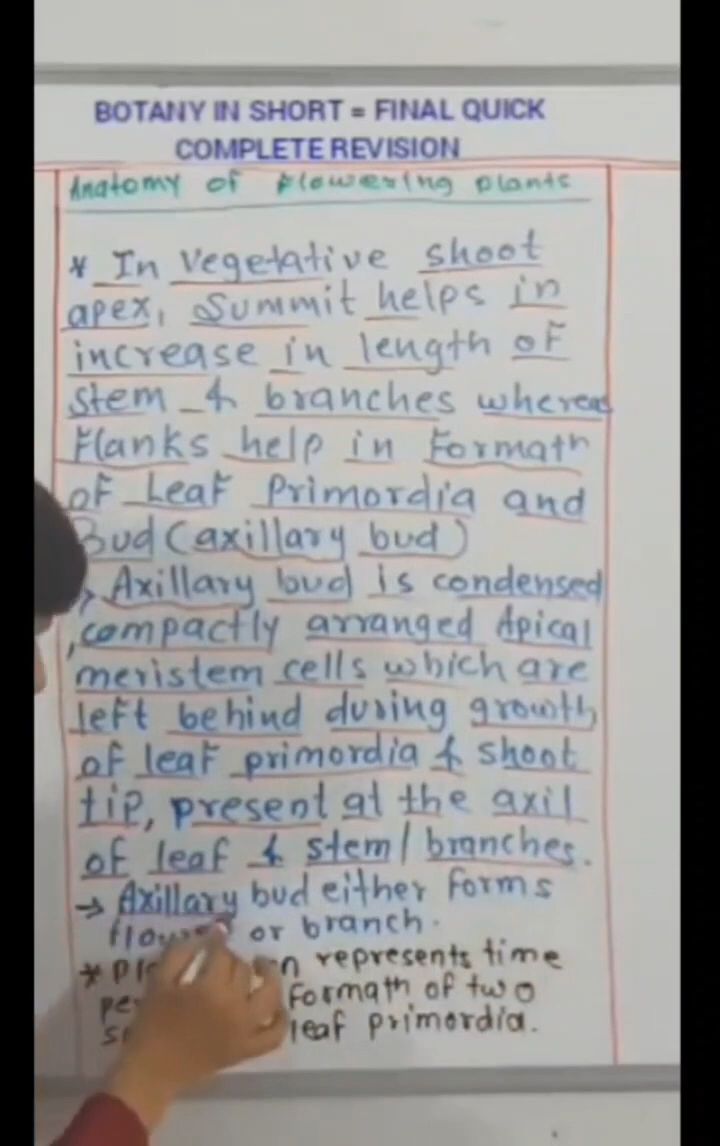 BOTANY IN SHORT = FINAL QUICK
COMPLETE REVISION
Anatomy of Flowering plants
* In vegetative shoot
apex, Summit helps in
increase in length of
stem & branches whereas
Flanks help in Formath
of Leaf Primordia and
Bud (axillary bud)
→ Axillary bud is condensed
, compactly arranged Apical
meristem cells which are
left behind during growth
of leaf primordia & shoot
tip, present at the axil
of leaf & stem/branches.
→ Axillary bud either Forms
or branch.
* represents time
Formath of two
leaf primordia.